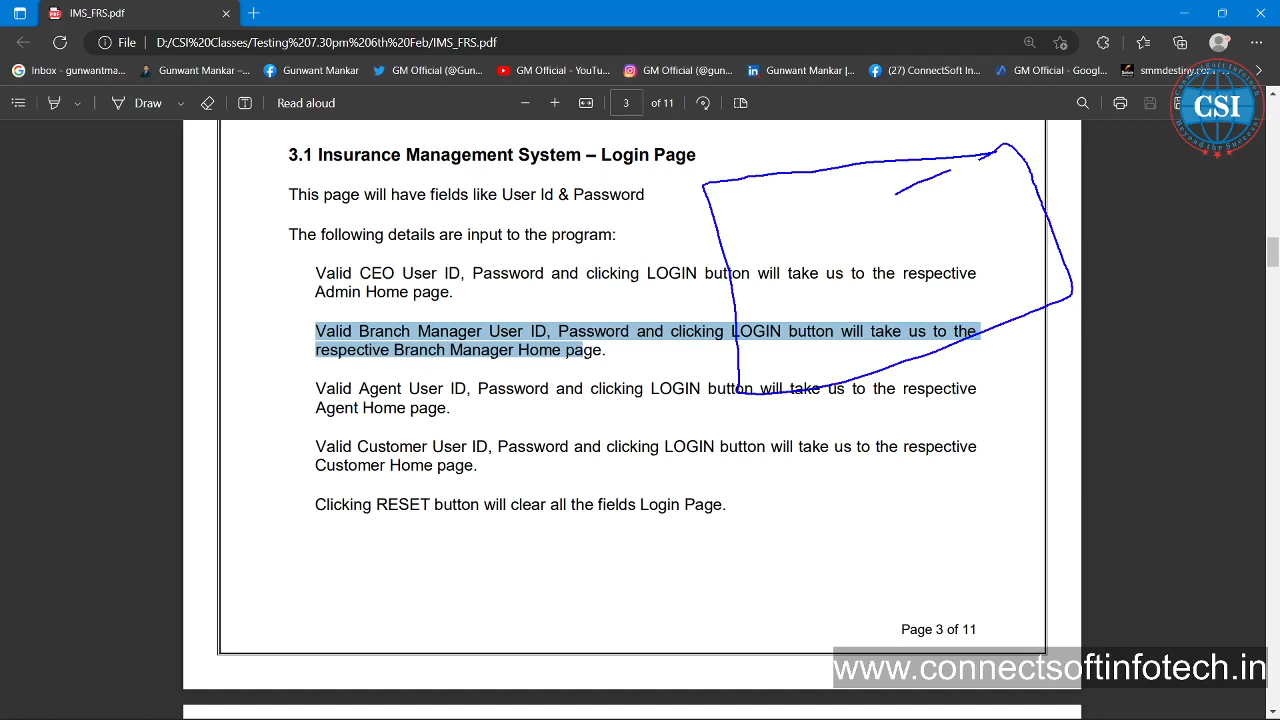 IMS_FRS.pdf
File D:/CSI%20Classes/Testing%207.30pm%206th%20Feb/IMS_FRS.pdf
Inbox - gunwantma... Gunwant Mankar –... Gunwant Mankar GM Official (@Gun... GM Official - YouTu... GM Official (@gun... Gunwant Mankar |... (27) ConnectSoft In... GM Official - Googl... smmdestiny.com
Draw Read aloud 3 of 11
CSI
3.1 Insurance Management System – Login Page
This page will have fields like User Id & Password
The following details are input to the program:
Valid CEO User ID, Password and clicking LOGIN button will take us to the respective
Admin Home page.
Valid Branch Manager User ID, Password and clicking LOGIN button will take us to the
respective Branch Manager Home page.
Valid Agent User ID, Password and clicking LOGIN button will take us to the respective
Agent Home page.
Valid Customer User ID, Password and clicking LOGIN button will take us to the respective
Customer Home page.
Clicking RESET button will clear all the fields Login Page.
Page 3 of 11
www.connectsoftinfotech.in